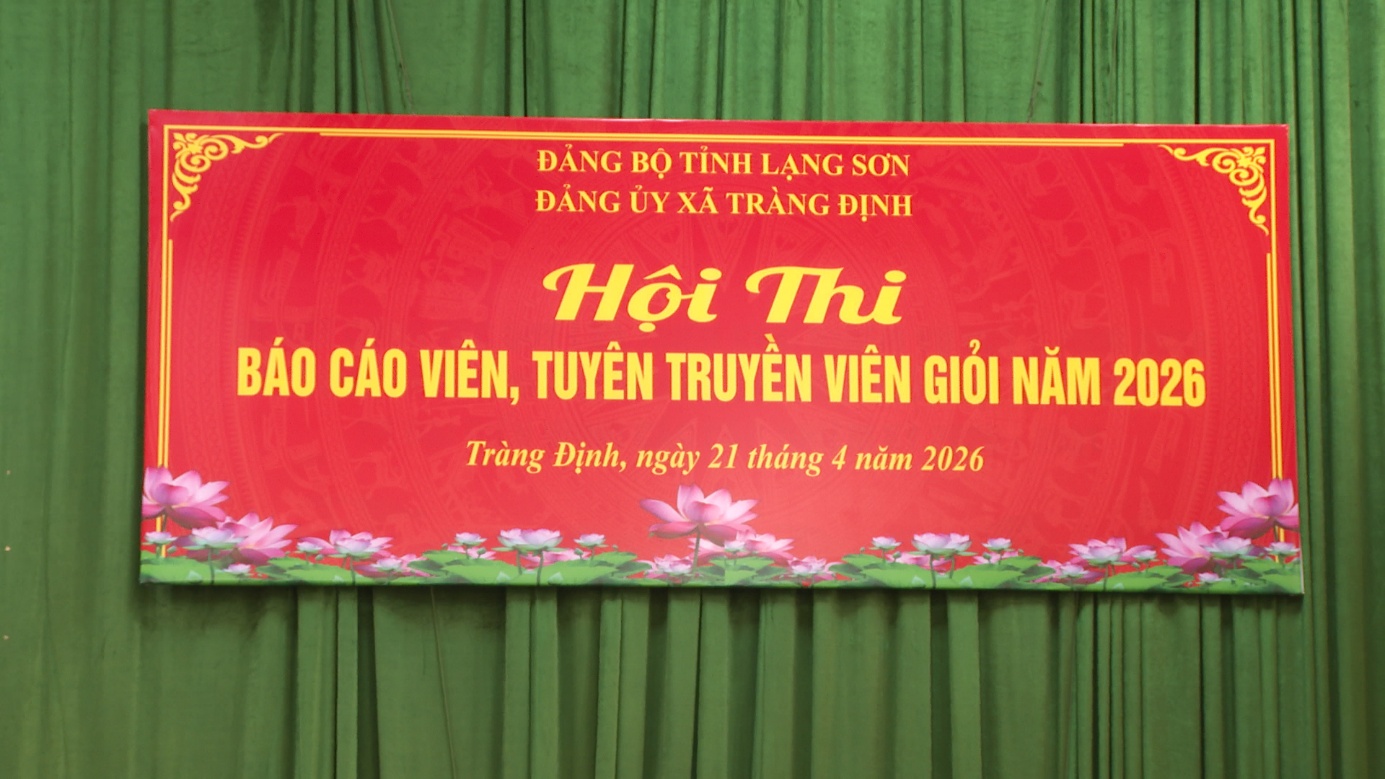 ĐẢNG BỘ TỈNH LẠNG SƠN
ĐẢNG ỦY XÃ TRÀNG ĐỊNH
Hội Thi
BÁO CÁO VIÊN, TUYÊN TRUYỀN VIÊN GIỎI NĂM 2026
Tràng Định, ngày 21 tháng 4 năm 2026